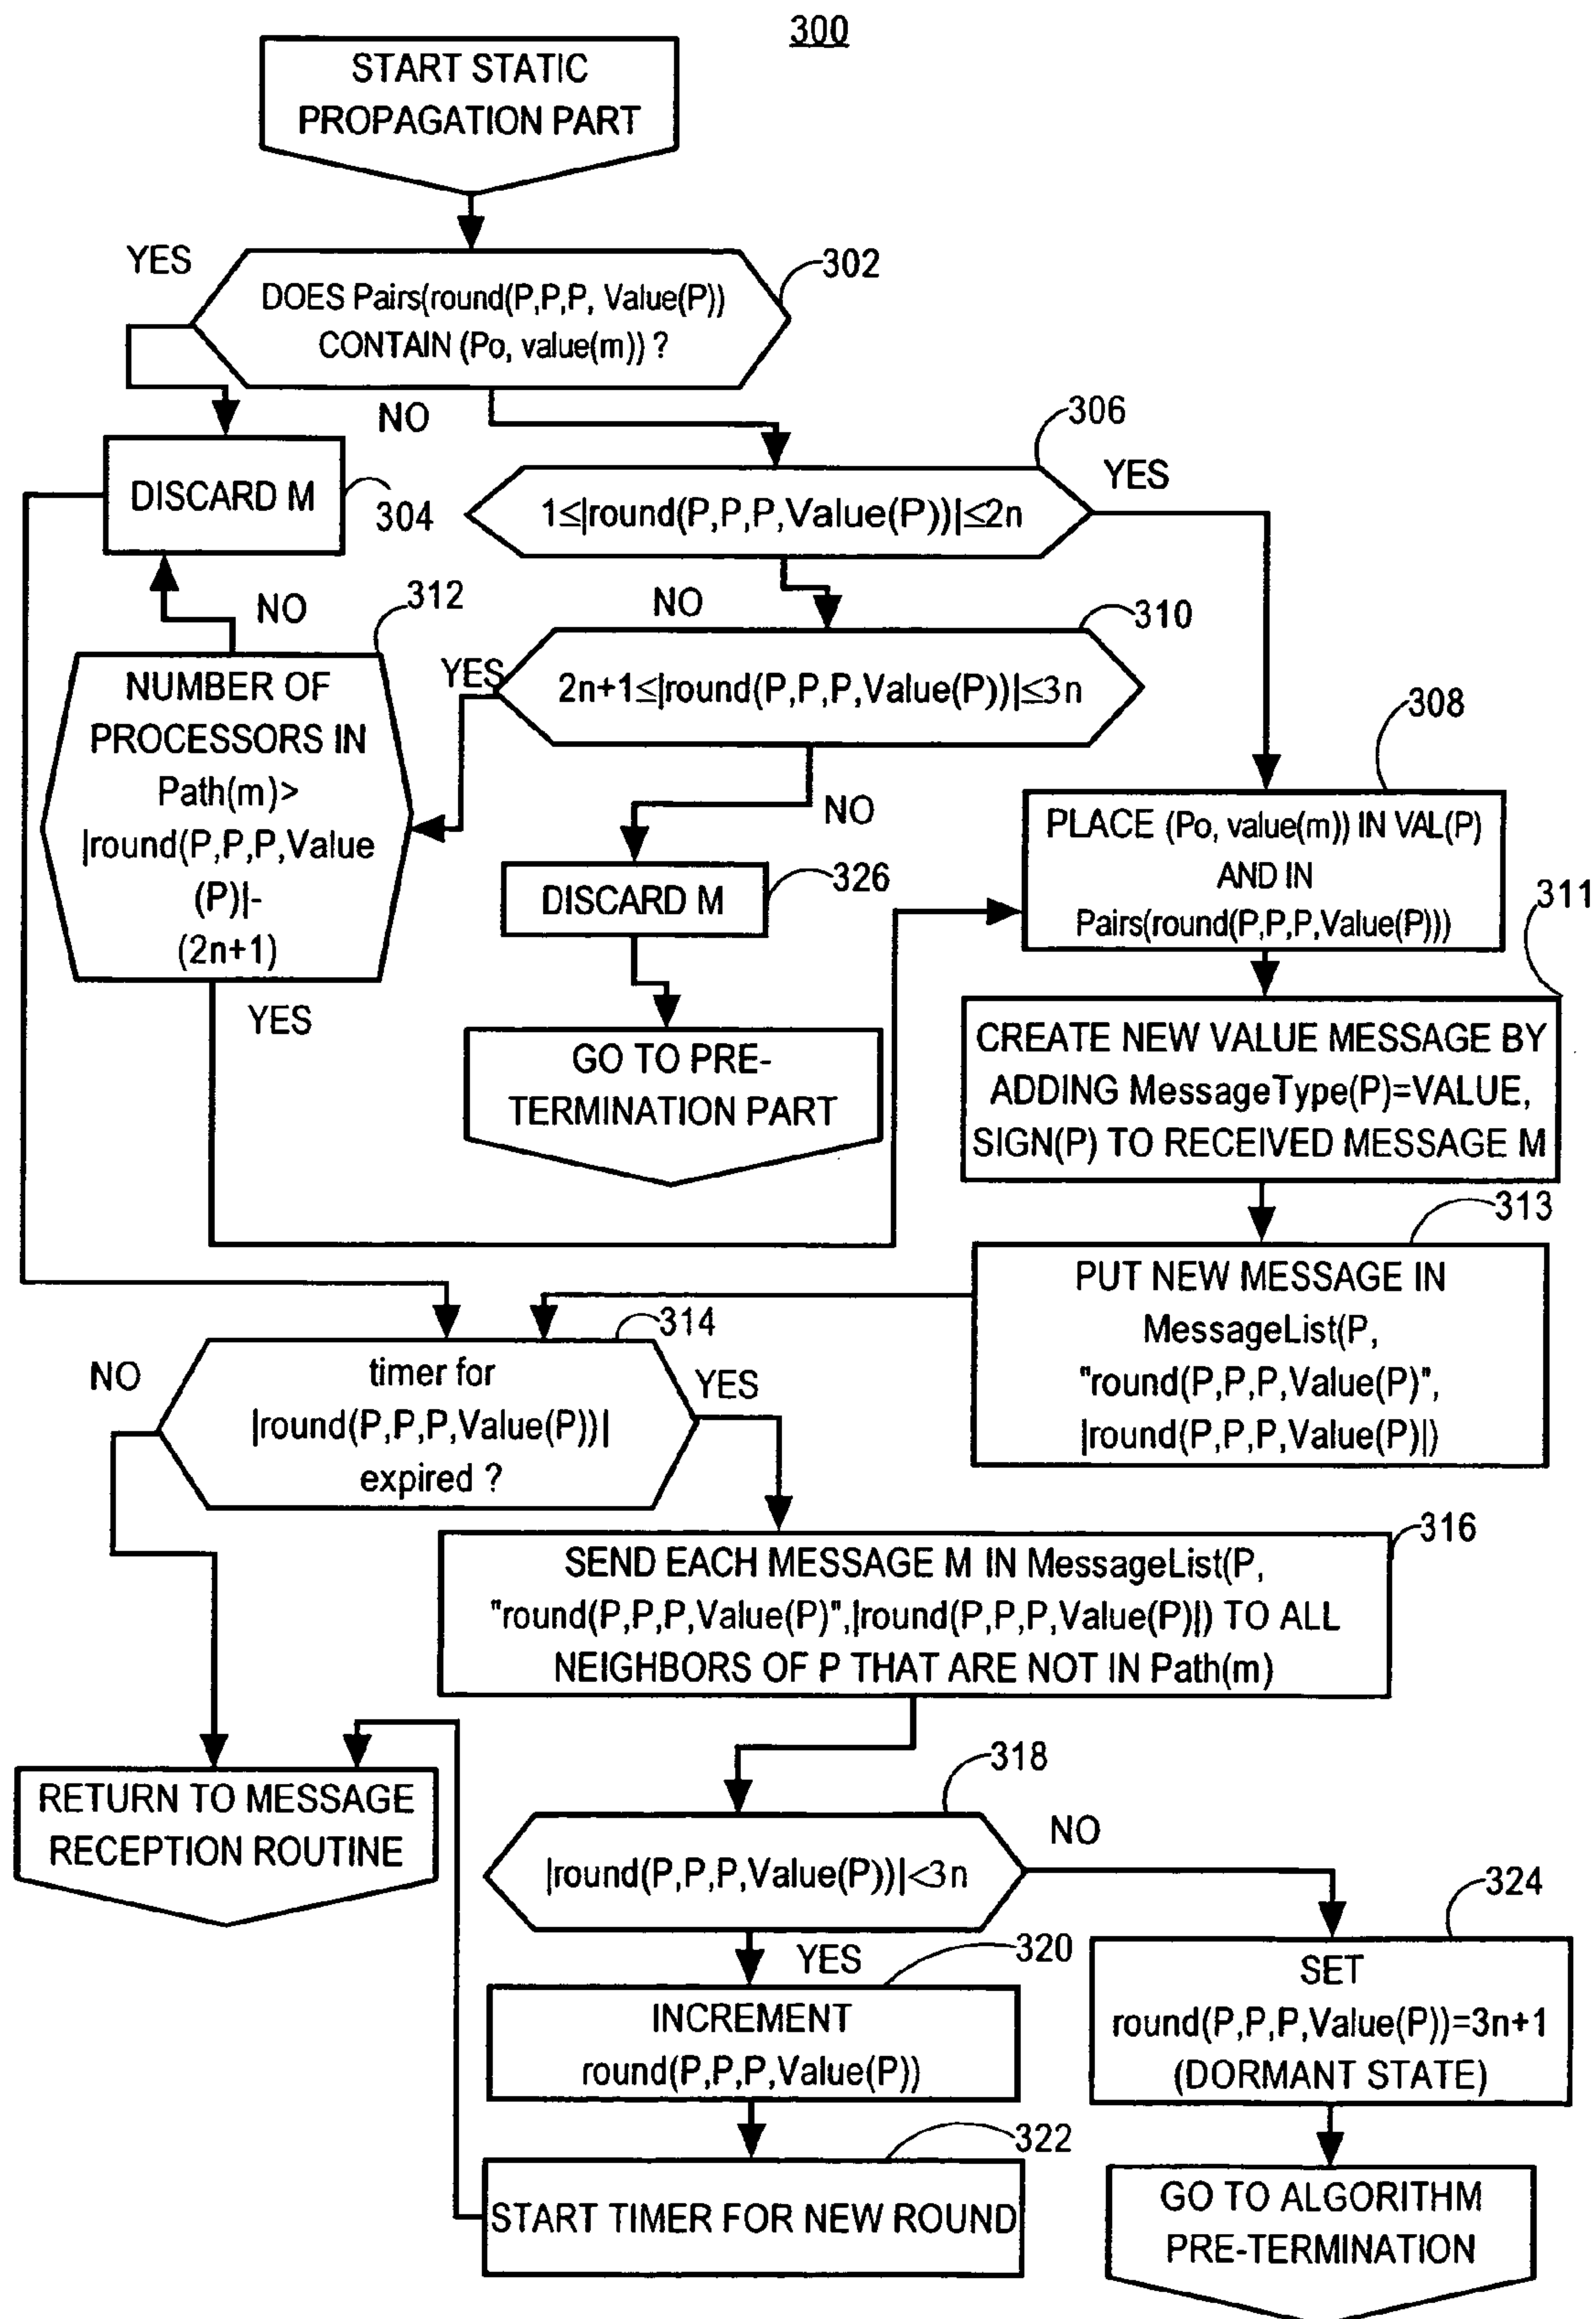 300
START STATIC
PROPAGATION PART
YES
302
DOES Pairs(round(P,P,P, Value(P))
CONTAIN (Po, value(m)) ?
NO
306
YES
DISCARD M
304
1≤|round(P,P,P,Value(P))|≤2n
NO
312
NO
310
YES
NUMBER OF
PROCESSORS IN
Path(m)>
|round(P,P,P,Value
(P)|-
(2n+1)
2n+1≤|round(P,P,P,Value(P))|≤3n
308
NO
PLACE (Po, value(m)) IN VAL(P)
AND IN
Pairs(round(P,P,P,Value(P)))
DISCARD M
326
311
YES
GO TO PRE-
TERMINATION PART
CREATE NEW VALUE MESSAGE BY
ADDING MessageType(P)=VALUE,
SIGN(P) TO RECEIVED MESSAGE M
313
PUT NEW MESSAGE IN
MessageList(P,
"round(P,P,P,Value(P)",
|round(P,P,P,Value(P)|)
314
NO
timer for
|round(P,P,P,Value(P))|
expired ?
YES
316
SEND EACH MESSAGE M IN MessageList(P,
"round(P,P,P,Value(P)",|round(P,P,P,Value(P)|) TO ALL
NEIGHBORS OF P THAT ARE NOT IN Path(m)
318
RETURN TO MESSAGE
RECEPTION ROUTINE
NO
|round(P,P,P,Value(P))|<3n
324
YES
320
SET
round(P,P,P,Value(P))=3n+1
(DORMANT STATE)
INCREMENT
round(P,P,P,Value(P))
322
START TIMER FOR NEW ROUND
GO TO ALGORITHM
PRE-TERMINATION